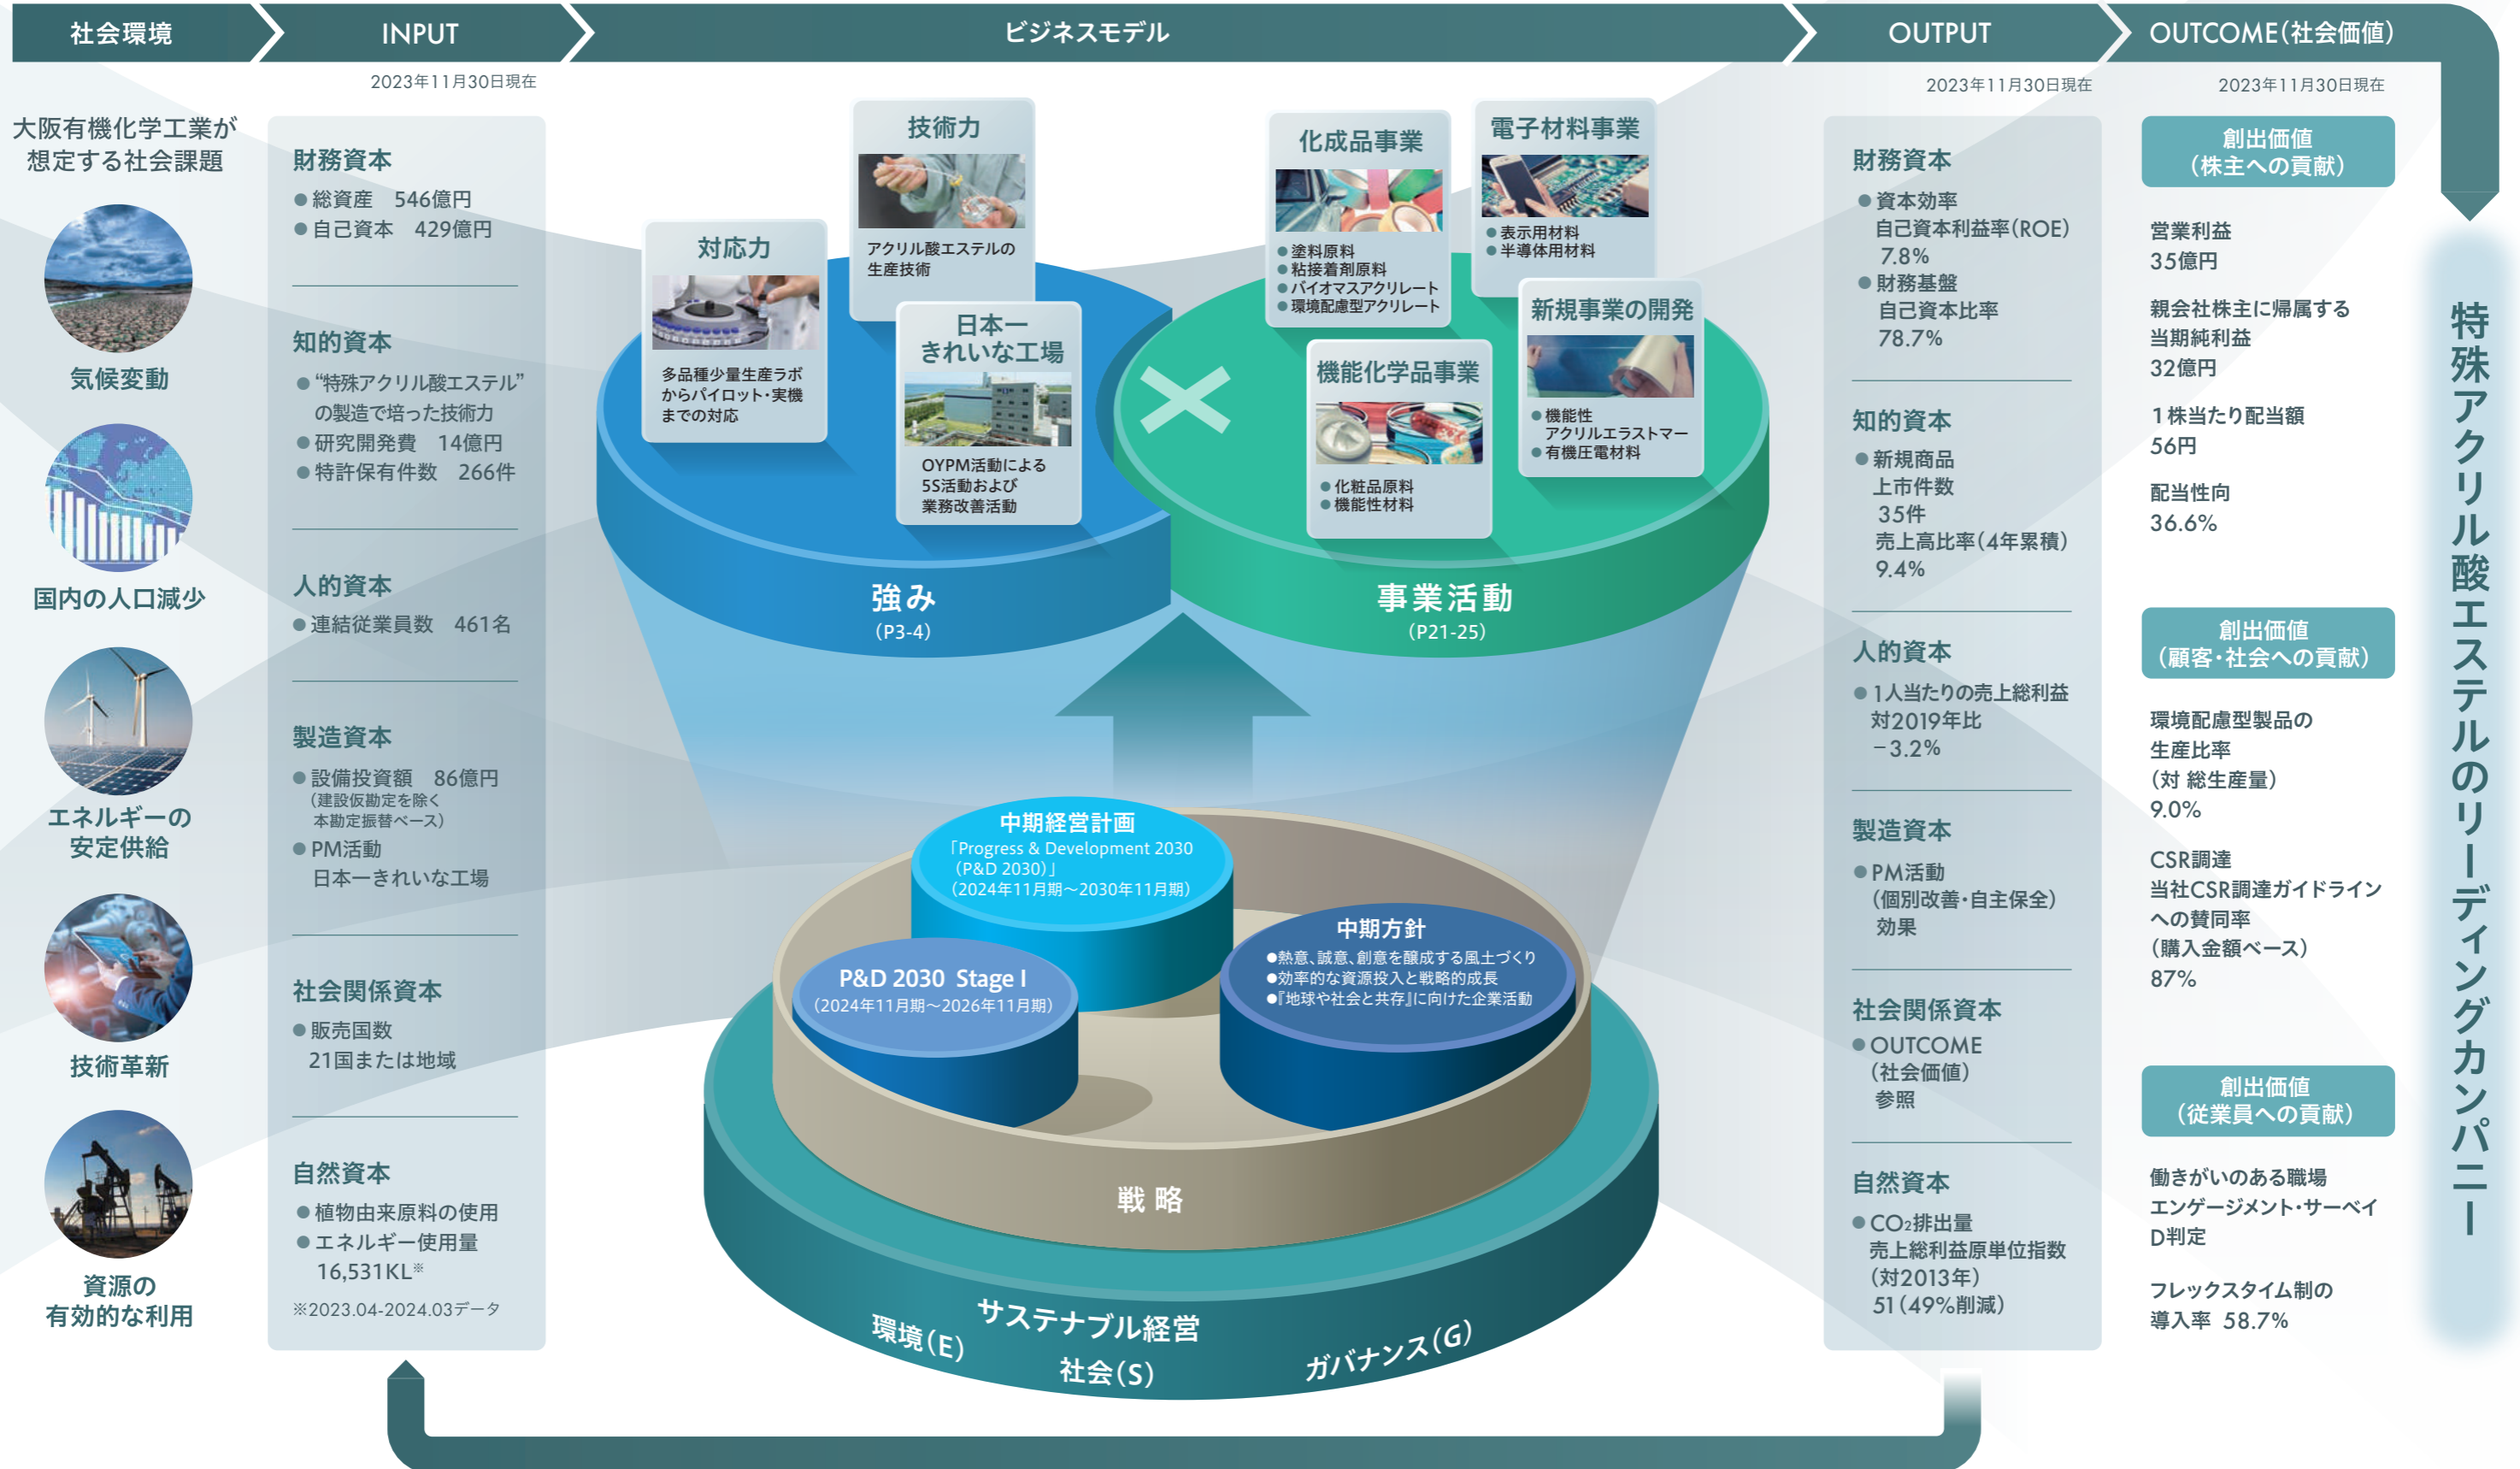 社会環境
INPUT
ビジネスモデル
OUTPUT
OUTCOME(社会価値)
2023年11月30日現在
2023年11月30日現在
2023年11月30日現在
大阪有機化学工業が
想定する社会課題
気候変動
国内の人口減少
エネルギーの
安定供給
技術革新
資源の
有効的な利用
財務資本
●総資産 546億円
●自己資本 429億円
知的資本
●“特殊アクリル酸エステル”
の製造で培った技術力
●研究開発費 14億円
●特許保有件数 266件
人的資本
●連結従業員数 461名
製造資本
●設備投資額 86億円
(建設仮勘定を除く
本勘定振替ベース)
●PM活動
日本一きれいな工場
社会関係資本
●販売国数
21国または地域
自然資本
●植物由来原料の使用
●エネルギー使用量
16,531KL※
※2023.04-2024.03データ
対応力
多品種少量生産ラボ
からパイロット・実機
までの対応
技術力
アクリル酸エステルの
生産技術
日本一
きれいな工場
OYPM活動による
5S活動および
業務改善活動
強み
(P3-4)
化成品事業
●塗料原料
●粘接着剤原料
●バイオマスアクリレート
●環境配慮型アクリレート
電子材料事業
●表示用材料
●半導体用材料
機能化学品事業
●化粧品原料
●機能性材料
新規事業の開発
●機能性
アクリルエラストマー
●有機圧電材料
事業活動
(P21-25)
中期経営計画
「Progress & Development 2030
(P&D 2030)」
(2024年11月期~2030年11月期)
P&D 2030 Stage I
(2024年11月期~2026年11月期)
中期方針
●熱意、誠意、創意を醸成する風土づくり
●効率的な資源投入と戦略的成長
●『地球や社会と共存』に向けた企業活動
戦略
サステナブル経営
環境(E)
社会(S)
ガバナンス(G)
財務資本
●資本効率
自己資本利益率(ROE)
7.8%
●財務基盤
自己資本比率
78.7%
知的資本
●新規商品
上市件数
35件
売上高比率(4年累積)
9.4%
人的資本
●1人当たりの売上総利益
対2019年比
−3.2%
製造資本
●PM活動
(個別改善・自主保全)
効果
社会関係資本
●OUTCOME
(社会価値)
参照
自然資本
●CO2排出量
売上総利益原単位指数
(対2013年)
51(49%削減)
創出価値
(株主への貢献)
営業利益
35億円
親会社株主に帰属する
当期純利益
32億円
1株当たり配当額
56円
配当性向
36.6%
創出価値
(顧客・社会への貢献)
環境配慮型製品の
生産比率
(対 総生産量)
9.0%
CSR調達
当社CSR調達ガイドライン
への賛同率
(購入金額ベース)
87%
創出価値
(従業員への貢献)
働きがいのある職場
エンゲージメント・サーベイ
D判定
フレックスタイム制の
導入率 58.7%
特殊アクリル酸エステルのリーディングカンパニー